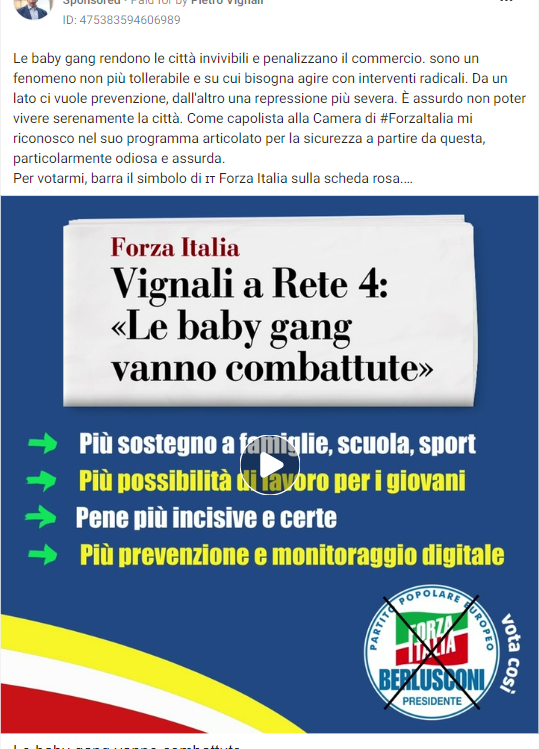 Sponsored • Paid for by Pietro Vignali
ID: 475383594606989
Le baby gang rendono le città invivibili e penalizzano il commercio. sono un
fenomeno non più tollerabile e su cui bisogna agire con interventi radicali. Da un
lato ci vuole prevenzione, dall'altro una repressione più severa. È assurdo non poter
vivere serenamente la città. Come capolista alla Camera di #ForzaItalia mi
riconosco nel suo programma articolato per la sicurezza a partire da questa,
particolarmente odiosa e assurda.
Per votarmi, barra il simbolo di IT Forza Italia sulla scheda rosa....
Forza Italia
Vignali a Rete 4:
«Le baby gang
vanno combattute»
Più sostegno a famiglie, scuola, sport
Più possibilità di lavoro per i giovani
Pene più incisive e certe
Più prevenzione e monitoraggio digitale
PARTITO POPOLARE EUROPEO
FORZA
ITALIA
BERLUSCONI
PRESIDENTE
vota così
Le baby gang vanno combattute